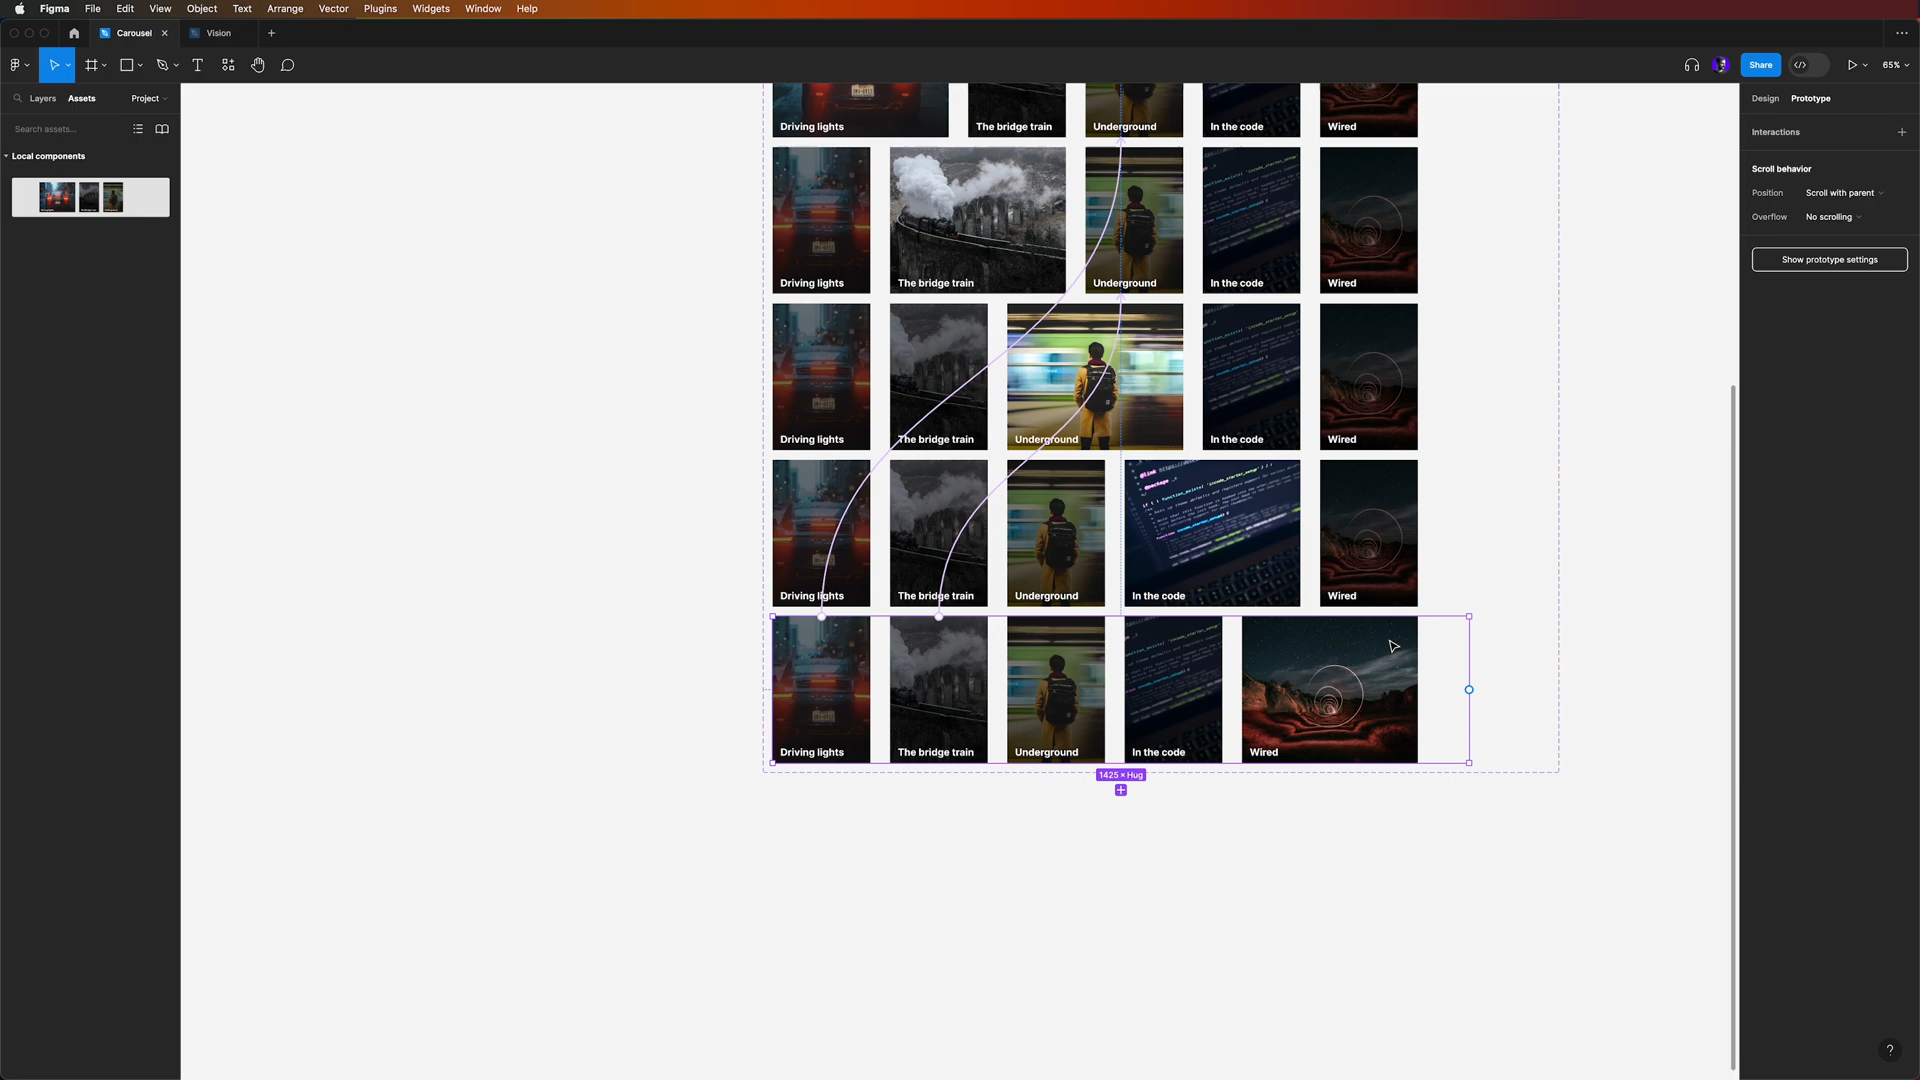 Figma File Edit View Object Text Arrange Vector Plugins Widgets Window Help
Carousel Vision
Share 65%
Layers Assets Project
Search assets...
Local components
Design Prototype
Interactions
Scroll behavior
Position Scroll with parent
Overflow No scrolling
Show prototype settings
Driving lights The bridge train Underground In the code Wired
Driving lights The bridge train Underground In the code Wired
Driving lights The bridge train Underground In the code Wired
Driving lights The bridge train Underground In the code Wired
Driving lights The bridge train Underground In the code Wired
1425 × Hug
?